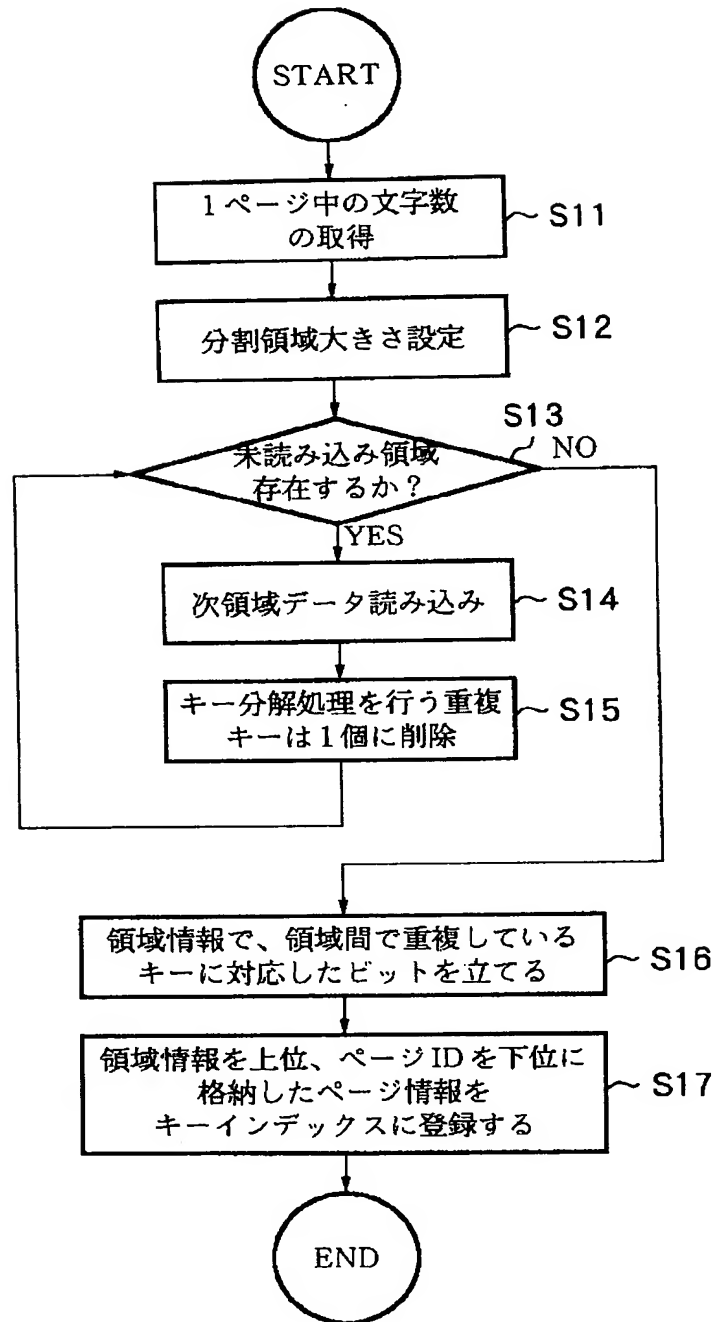 START
1ページ中の文字数
の取得
S11
分割領域大きさ設定
S12
S13
未読み込み領域
存在するか？
NO
YES
次領域データ読み込み
S14
キー分解処理を行う重複
キーは1個に削除
S15
領域情報で、領域間で重複している
キーに対応したビットを立てる
S16
領域情報を上位、ページIDを下位に
格納したページ情報を
キーインデックスに登録する
S17
END